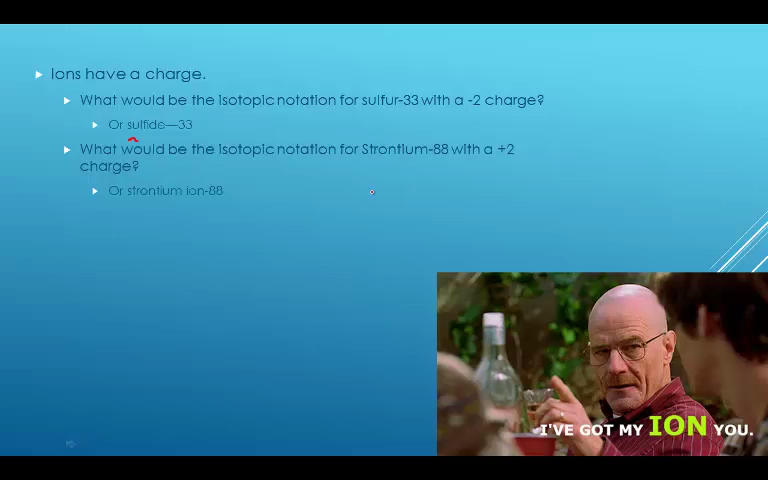 Ions have a charge.
What would be the isotopic notation for sulfur-33 with a -2 charge?
Or sulfide—33
What would be the isotopic notation for Strontium-88 with a +2
charge?
Or strontium ion-88
I'VE GOT MY ION YOU.